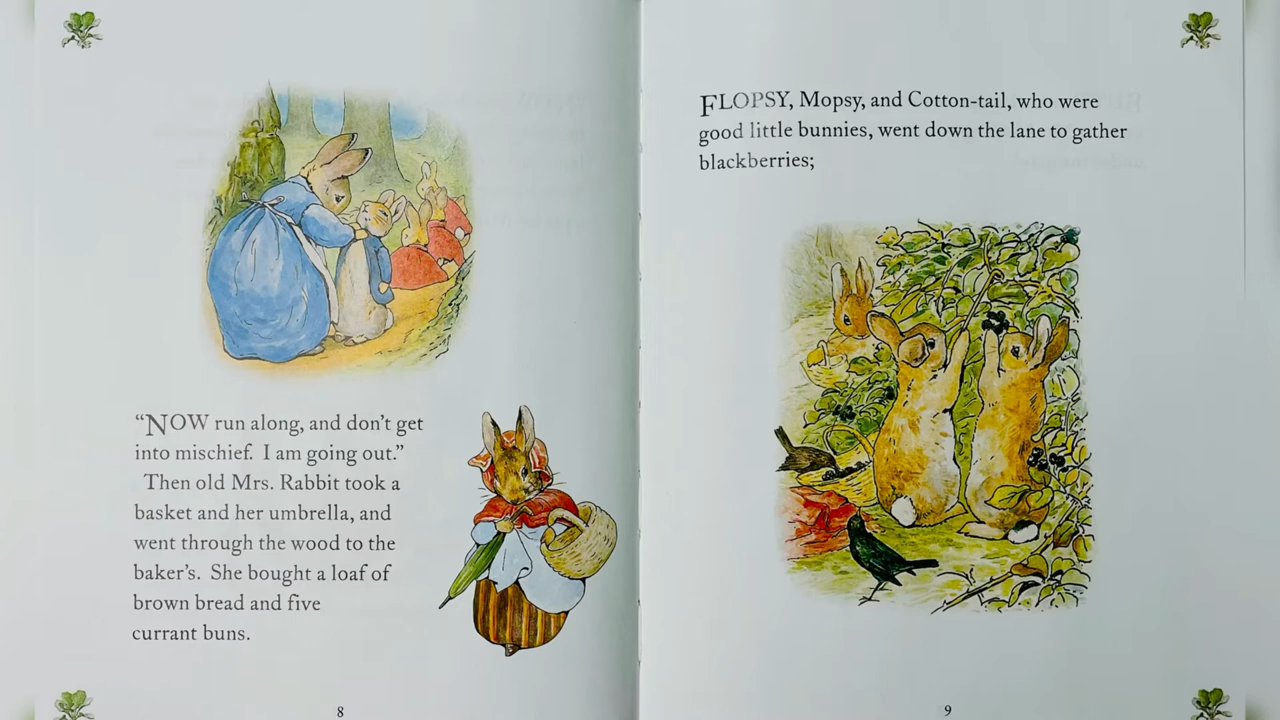 “NOW run along, and don’t get
into mischief. I am going out.”
Then old Mrs. Rabbit took a
basket and her umbrella, and
went through the wood to the
baker’s. She bought a loaf of
brown bread and five
currant buns.
8
FLOPSY, Mopsy, and Cotton-tail, who were
good little bunnies, went down the lane to gather
blackberries;
9